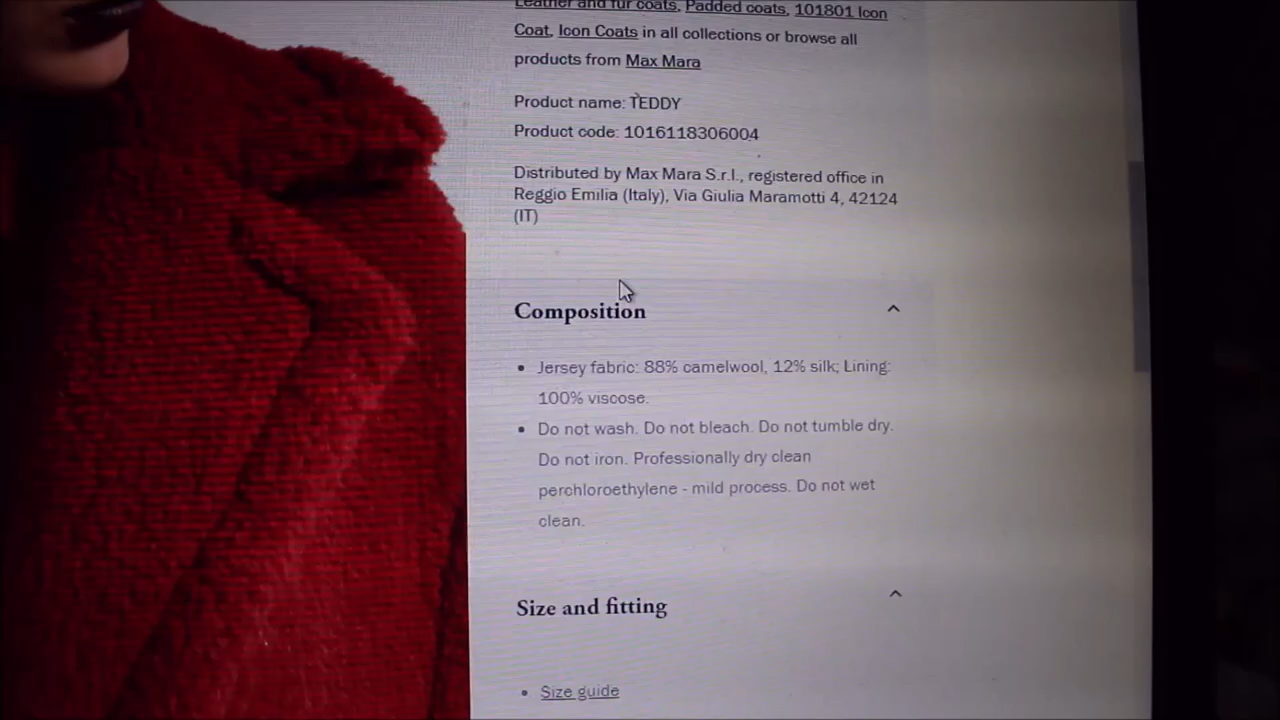 Leather and fur coats, Padded coats, 101801 Icon
Coat, Icon Coats in all collections or browse all
products from Max Mara
Product name: TEDDY
Product code: 1016118306004
Distributed by Max Mara S.r.l., registered office in
Reggio Emilia (Italy), Via Giulia Maramotti 4, 42124
(IT)
Composition
Jersey fabric: 88% camelwool, 12% silk; Lining:
100% viscose.
Do not wash. Do not bleach. Do not tumble dry.
Do not iron. Professionally dry clean
perchloroethylene - mild process. Do not wet
clean.
Size and fitting
Size guide